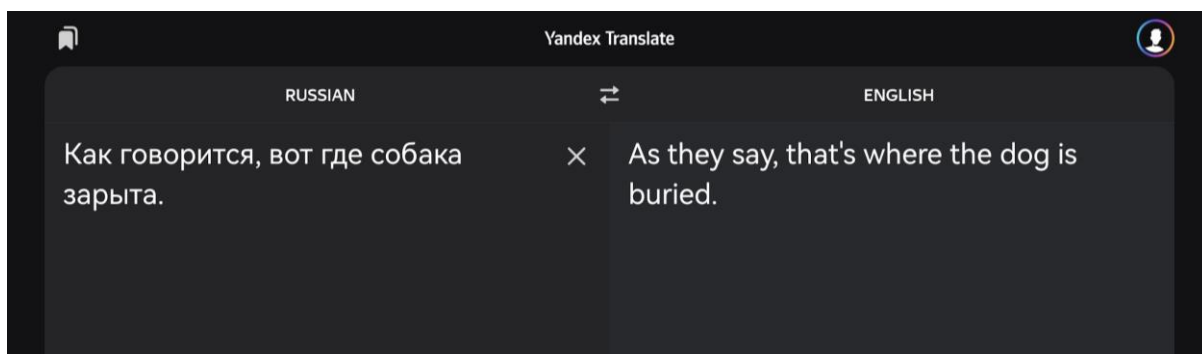 Yandex Translate
RUSSIAN
ENGLISH
Как говорится, вот где собака
зарыта.
As they say, that's where the dog is
buried.